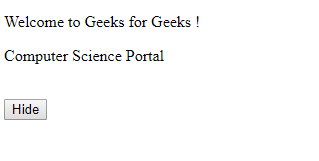 Welcome to Geeks for Geeks !
Computer Science Portal
Hide